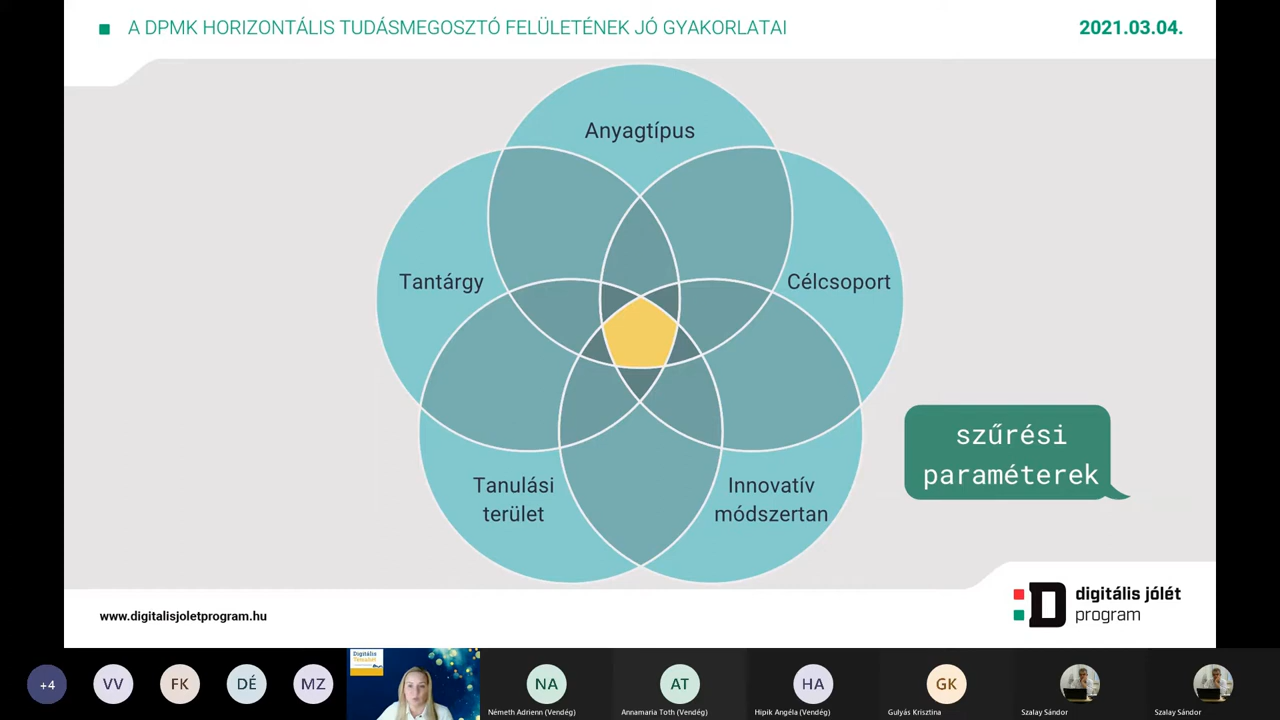 A DPMK HORIZONTÁLIS TUDÁSMEGOSZTÓ FELÜLETÉNEK JÓ GYAKORLATAI
2021.03.04.
Anyagtípus
Tantárgy
Célcsoport
szűrési
paraméterek
Tanulási
terület
Innovatív
módszertan
www.digitalisjoletprogram.hu
digitális jólét
program
+4
VV
FK
DÉ
MZ
Digitális
Témahét
NA
Németh Adrienn (Vendég)
AT
Annamaria Toth (Vendég)
HA
Hipik Angéla (Vendég)
GK
Gulyás Krisztina
Szalay Sándor
Szalay Sándor